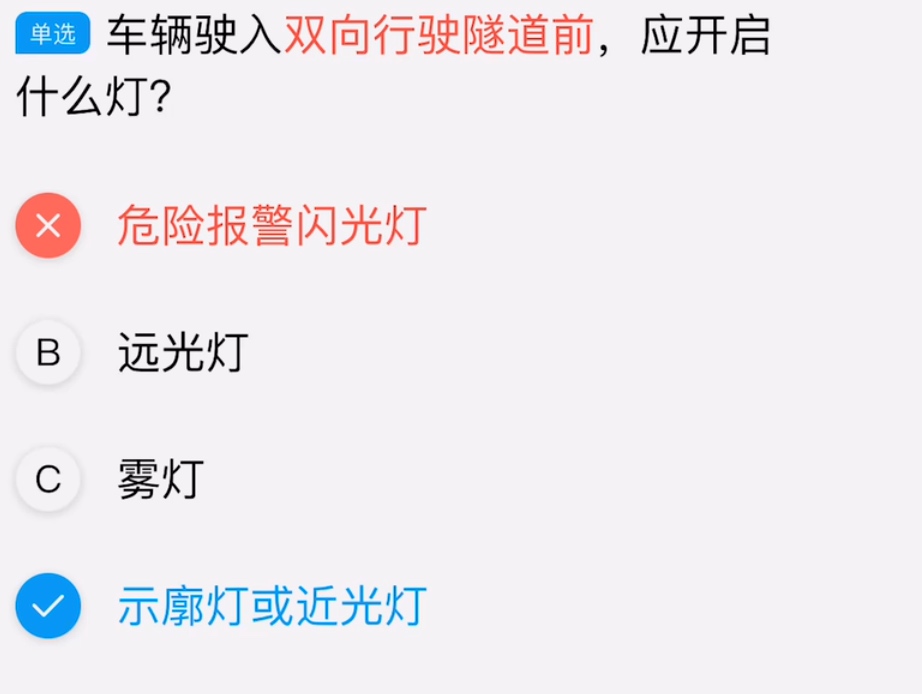 单选 车辆驶入双向行驶隧道前，应开启
什么灯？
危险报警闪光灯
B 远光灯
C 雾灯
示廓灯或近光灯